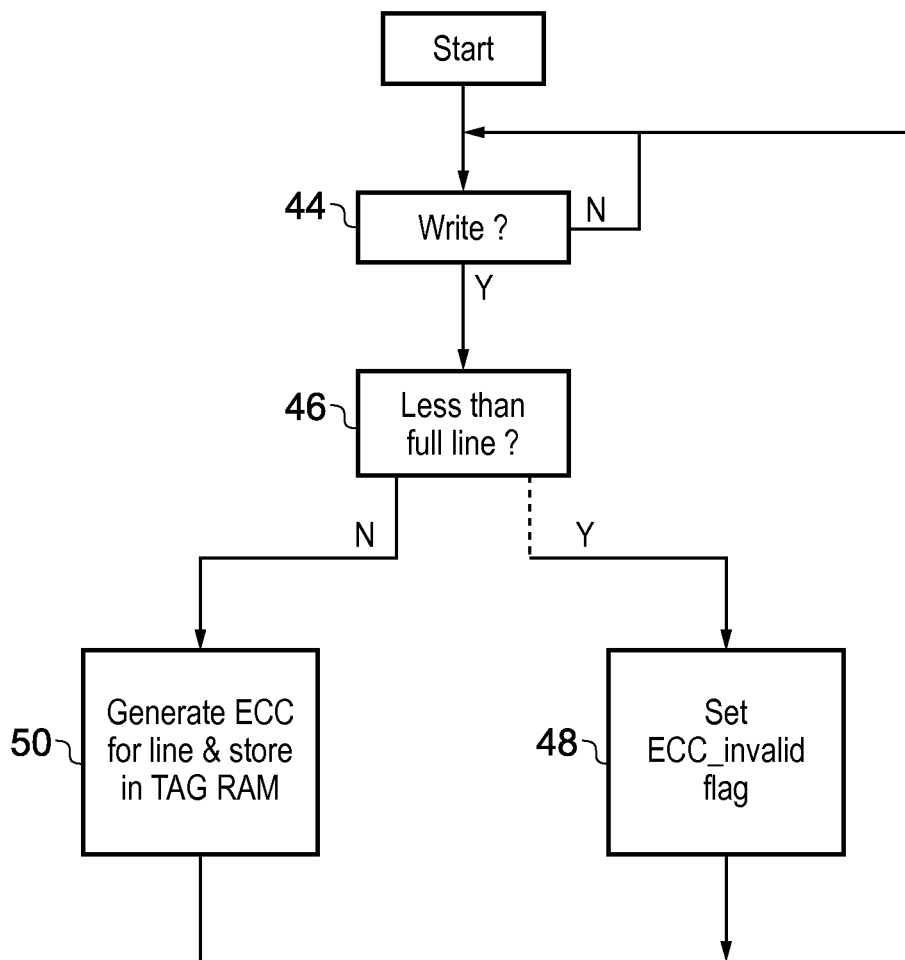 Start
44
Write ?
N
Y
46
Less than
full line ?
N
Y
50
Generate ECC
for line & store
in TAG RAM
48
Set
ECC_invalid
flag